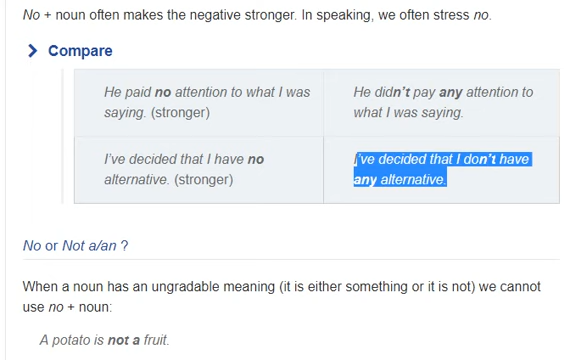 No + noun often makes the negative stronger. In speaking, we often stress no.
Compare
He paid no attention to what I was
saying. (stronger)
He didn't pay any attention to
what I was saying.
I've decided that I have no
alternative. (stronger)
I've decided that I don't have
any alternative.
No or Not a/an ?
When a noun has an ungradable meaning (it is either something or it is not) we cannot
use no + noun:
A potato is not a fruit.